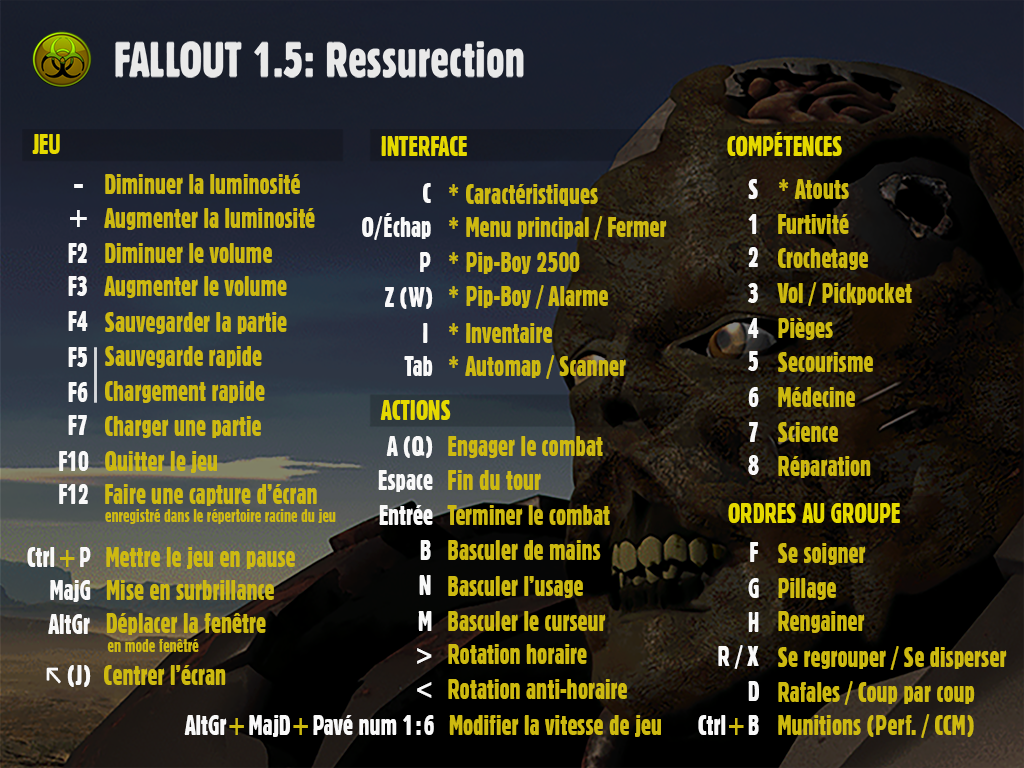 FALLOUT 1.5: Ressurection
JEU
- Diminuer la luminosité
+ Augmenter la luminosité
F2 Diminuer le volume
F3 Augmenter le volume
F4 Sauvegarder la partie
F5 Sauvegarde rapide
F6 Chargement rapide
F7 Charger une partie
F10 Quitter le jeu
F12 Faire une capture d'écran
enregistré dans le répertoire racine du jeu
Ctrl + P Mettre le jeu en pause
MajG Mise en surbrillance
AltGr Déplacer la fenêtre
en mode fenêtré
↖ (J) Centrer l'écran
INTERFACE
C * Caractéristiques
O/Échap * Menu principal / Fermer
P * Pip-Boy 2500
Z (W) * Pip-Boy / Alarme
I * Inventaire
Tab * Automap / Scanner
ACTIONS
A (Q) Engager le combat
Espace Fin du tour
Entrée Terminer le combat
B Basculer de mains
N Basculer l'usage
M Basculer le curseur
> Rotation horaire
< Rotation anti-horaire
AltGr + MajD + Pavé num 1:6 Modifier la vitesse de jeu
COMPÉTENCES
S * Atouts
1 Furtivité
2 Crochetage
3 Vol / Pickpocket
4 Pièges
5 Secourisme
6 Médecine
7 Science
8 Réparation
ORDRES AU GROUPE
F Se soigner
G Pillage
H Rengainer
R / X Se regrouper / Se disperser
D Rafales / Coup par coup
Ctrl + B Munitions (Perf. / CCM)